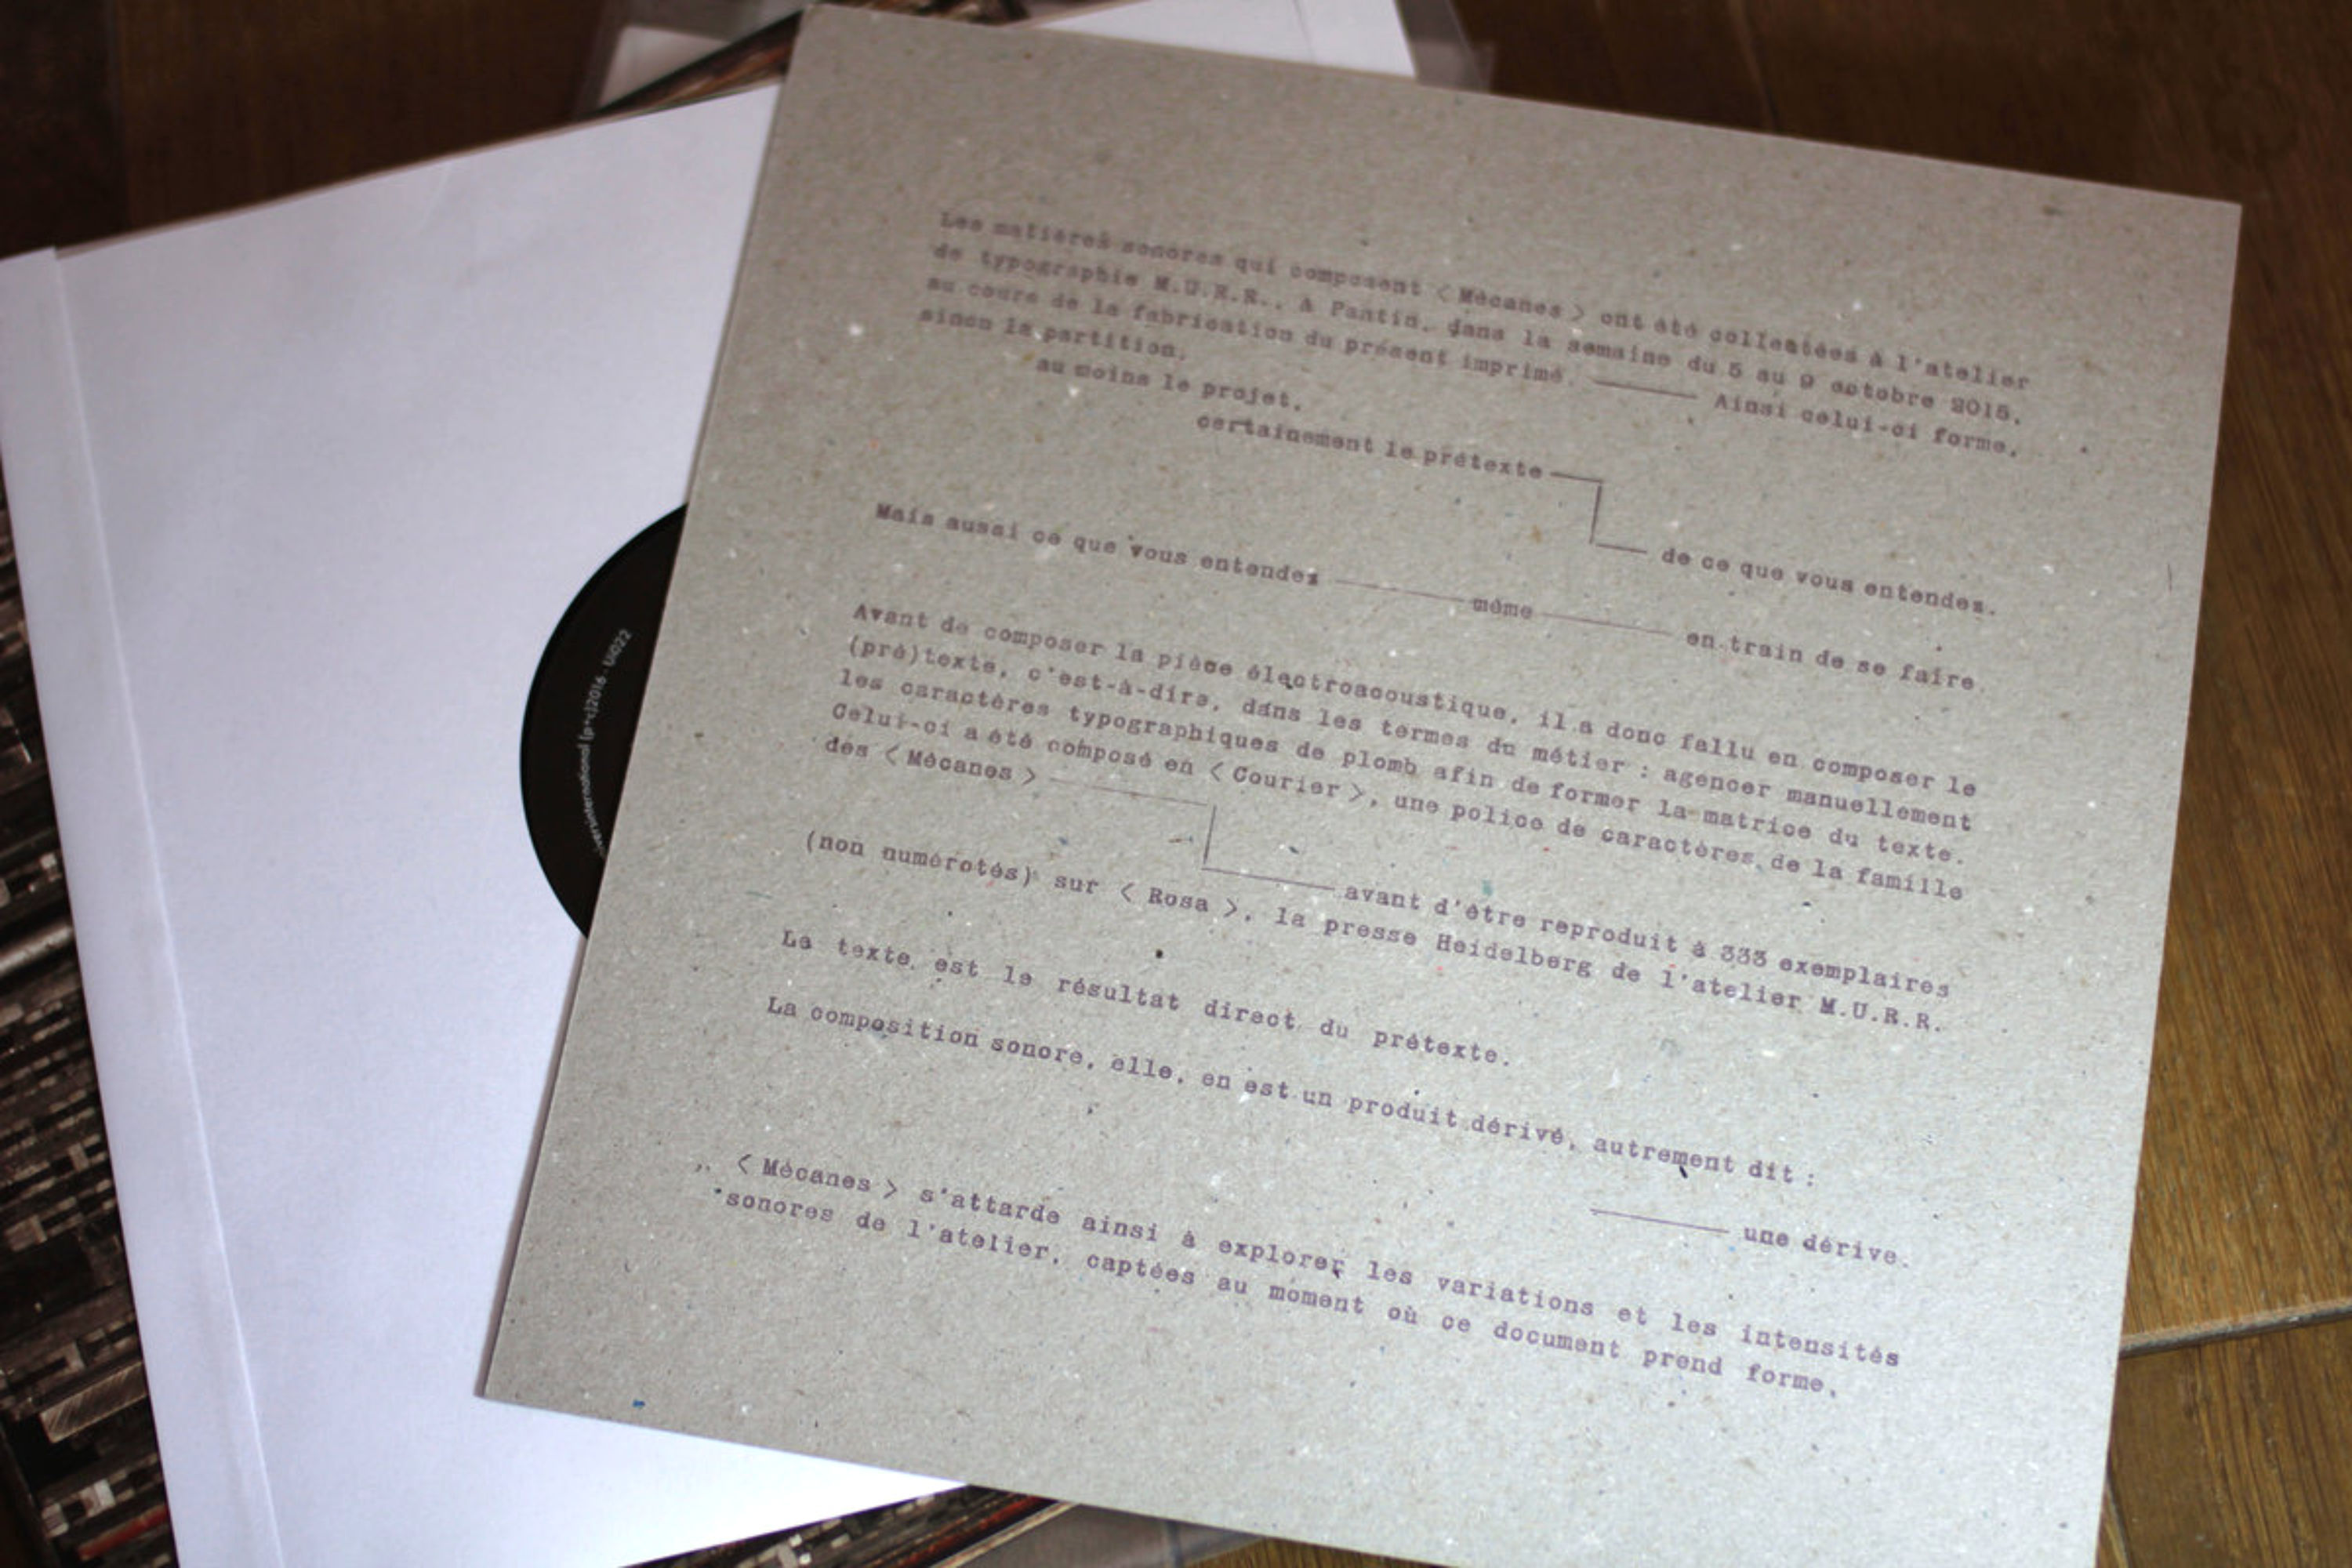 Les matières sonores qui composent < Mécanes > ont été collectées à l'atelier
de typographie M.U.R.R., à Pantin, dans la semaine du 5 au 9 octobre 2015,
au cours de la fabrication du présent imprimé. Ainsi celui-ci forme,
sinon la partition,
au moins le projet,
certainement le prétexte
de ce que vous entendez.
Mais aussi ce que vous entendez même en train de se faire.
Avant de composer la pièce électroacoustique, il a donc fallu en composer le
(pré)texte, c'est-à-dire, dans les termes du métier : agencer manuellement
les caractères typographiques de plomb afin de former la matrice du texte.
Celui-ci a été composé en < Courier >, une police de caractères de la famille
des < Mécanes >
avant d'être reproduit à 333 exemplaires
(non numérotés) sur < Rosa >, la presse Heidelberg de l'atelier M.U.R.R.
Le texte est le résultat direct du prétexte.
La composition sonore, elle, en est un produit dérivé, autrement dit :
une dérive.
< Mécanes > s'attarde ainsi à explorer les variations et les intensités
sonores de l'atelier, captées au moment où ce document prend forme.
international (p+c)2016 - UI022